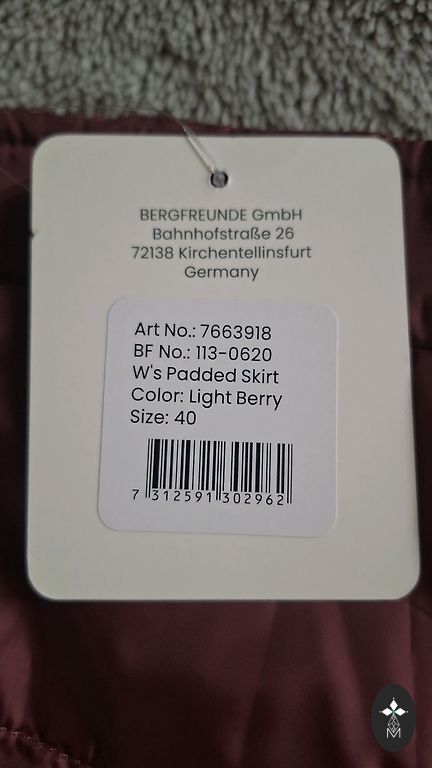 BERGFREUNDE GmbH
Bahnhofstraße 26
72138 Kirchentellinsfurt
Germany
Art No.: 7663918
BF No.: 113-0620
W's Padded Skirt
Color: Light Berry
Size: 40
7 312591 302962
M